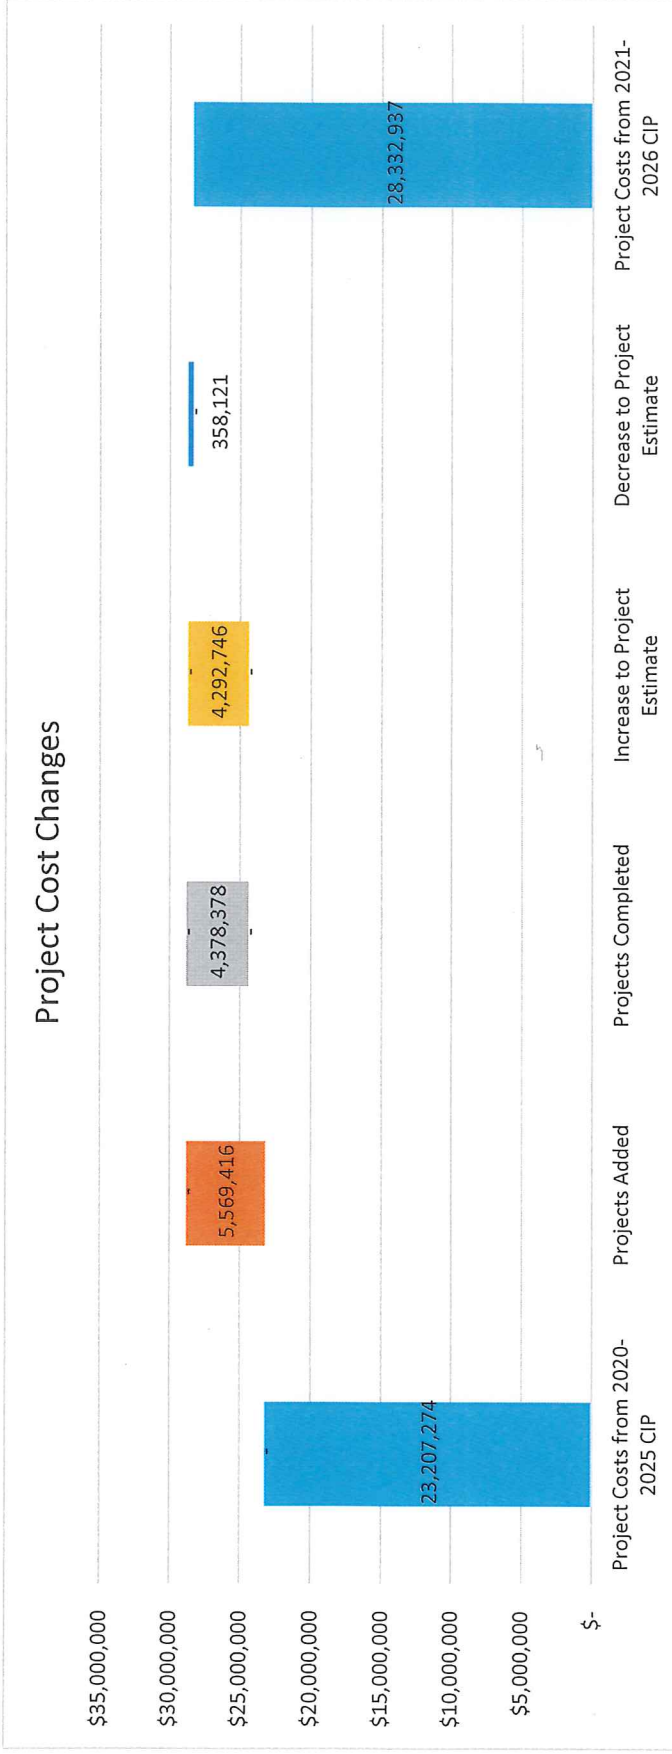 Project Cost Changes
$35,000,000
$30,000,000
$25,000,000
$20,000,000
$15,000,000
$10,000,000
$5,000,000
$-
23,207,274
5,569,416
4,378,378
4,292,746
358,121
28,332,937
Project Costs from 2020-
2025 CIP
Projects Added
Projects Completed
Increase to Project
Estimate
Decrease to Project
Estimate
Project Costs from 2021-
2026 CIP